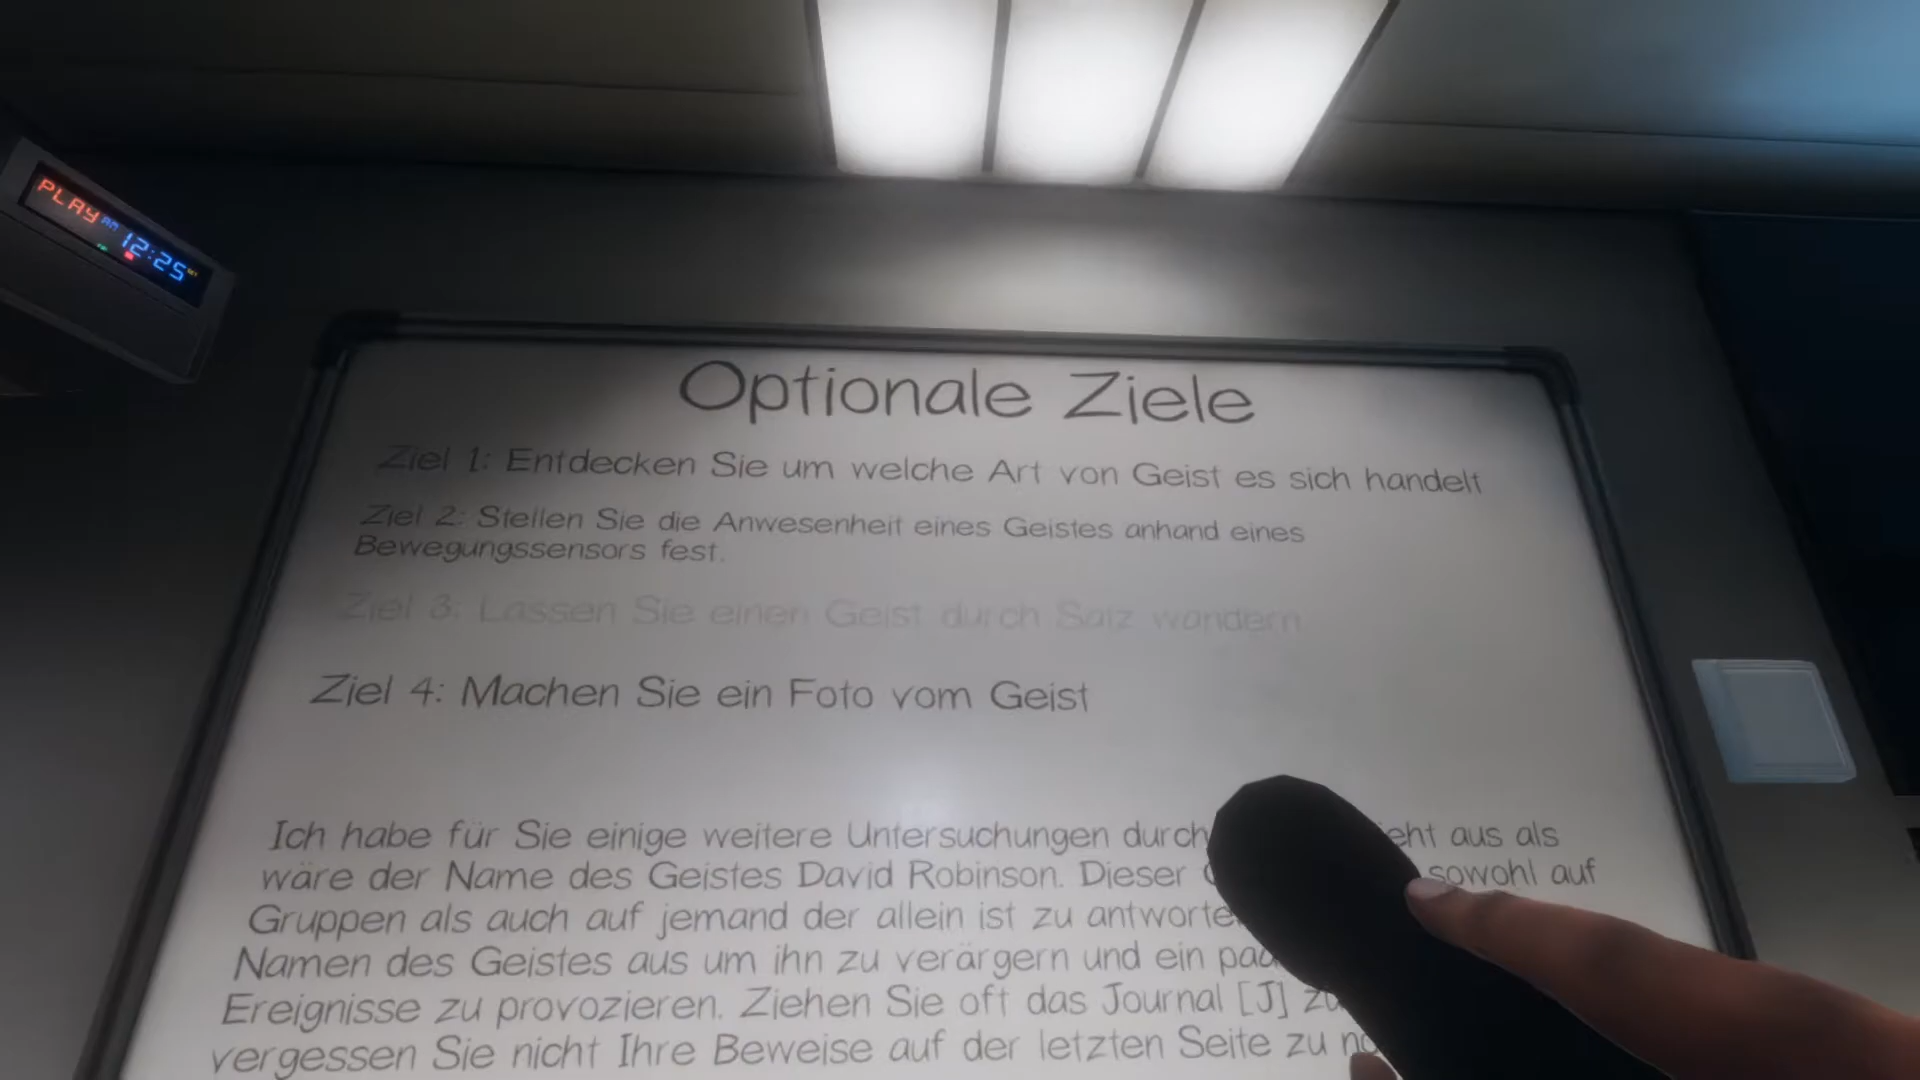 PLAY AM 12:25
Optionale Ziele
Ziel 1: Entdecken Sie um welche Art von Geist es sich handelt
Ziel 2: Stellen Sie die Anwesenheit eines Geistes anhand eines
Bewegungssensors fest.
Ziel 3: Lassen Sie einen Geist durch Salz wandern
Ziel 4: Machen Sie ein Foto vom Geist
Ich habe für Sie einige weitere Untersuchungen durch eht aus als
wäre der Name des Geistes David Robinson. Dieser sowohl auf
Gruppen als auch auf jemand der allein ist zu antworte
Namen des Geistes aus um ihn zu verärgern und ein paa
Ereignisse zu provozieren. Ziehen Sie oft das Journal [J] zu
vergessen Sie nicht Ihre Beweise auf der letzten Seite zu no